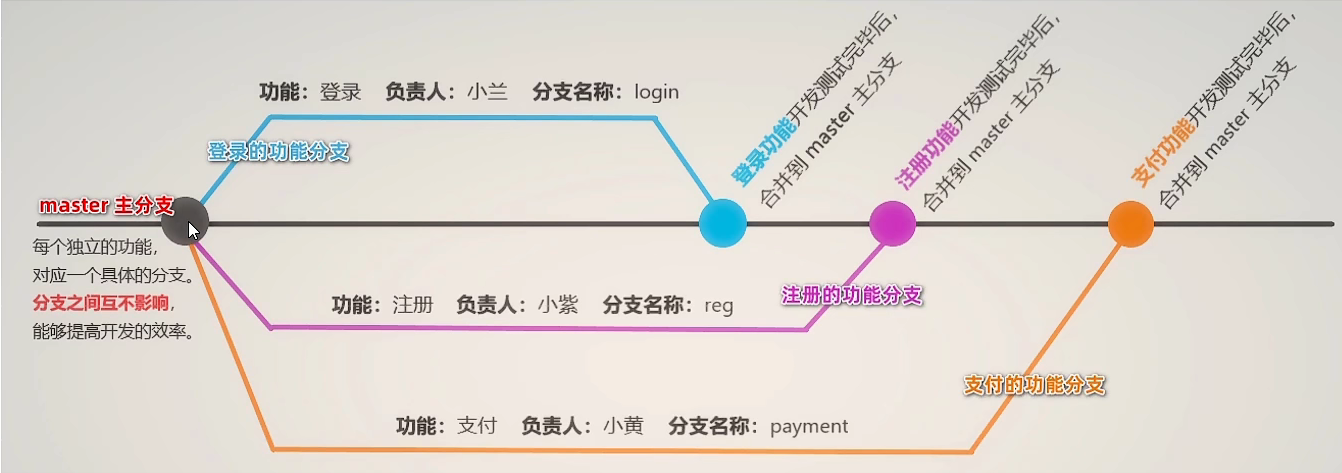 功能：登录 负责人：小兰 分支名称：login
登录的功能分支
登录功能开发测试完毕后，
合并到 master 主分支
注册功能开发测试完毕后，
合并到 master 主分支
支付功能开发测试完毕后，
合并到 master 主分支
master 主分支
每个独立的功能，
对应一个具体的分支。
分支之间互不影响，
能够提高开发的效率。
功能：注册 负责人：小紫 分支名称：reg
注册的功能分支
支付的功能分支
功能：支付 负责人：小黄 分支名称：payment